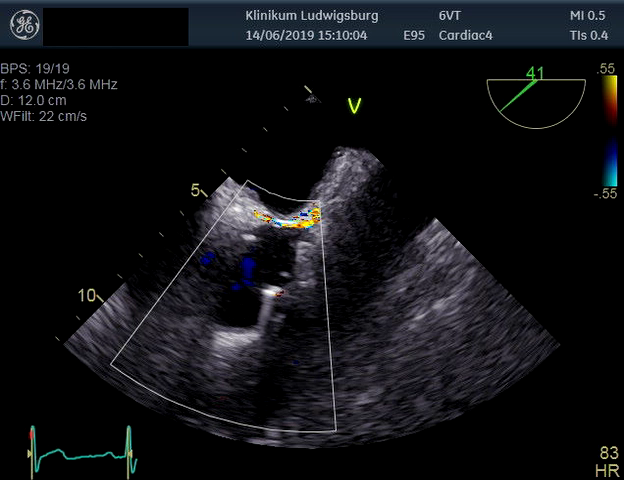 GE
Klinikum Ludwigsburg 6VT MI 0.5
14/06/2019 15:10:04 E95 Cardiac4 TIs 0.4
BPS: 19/19
f: 3.6 MHz/3.6 MHz
D: 12.0 cm
WFilt: 22 cm/s
41
.55
V
-.55
5
10
83
HR